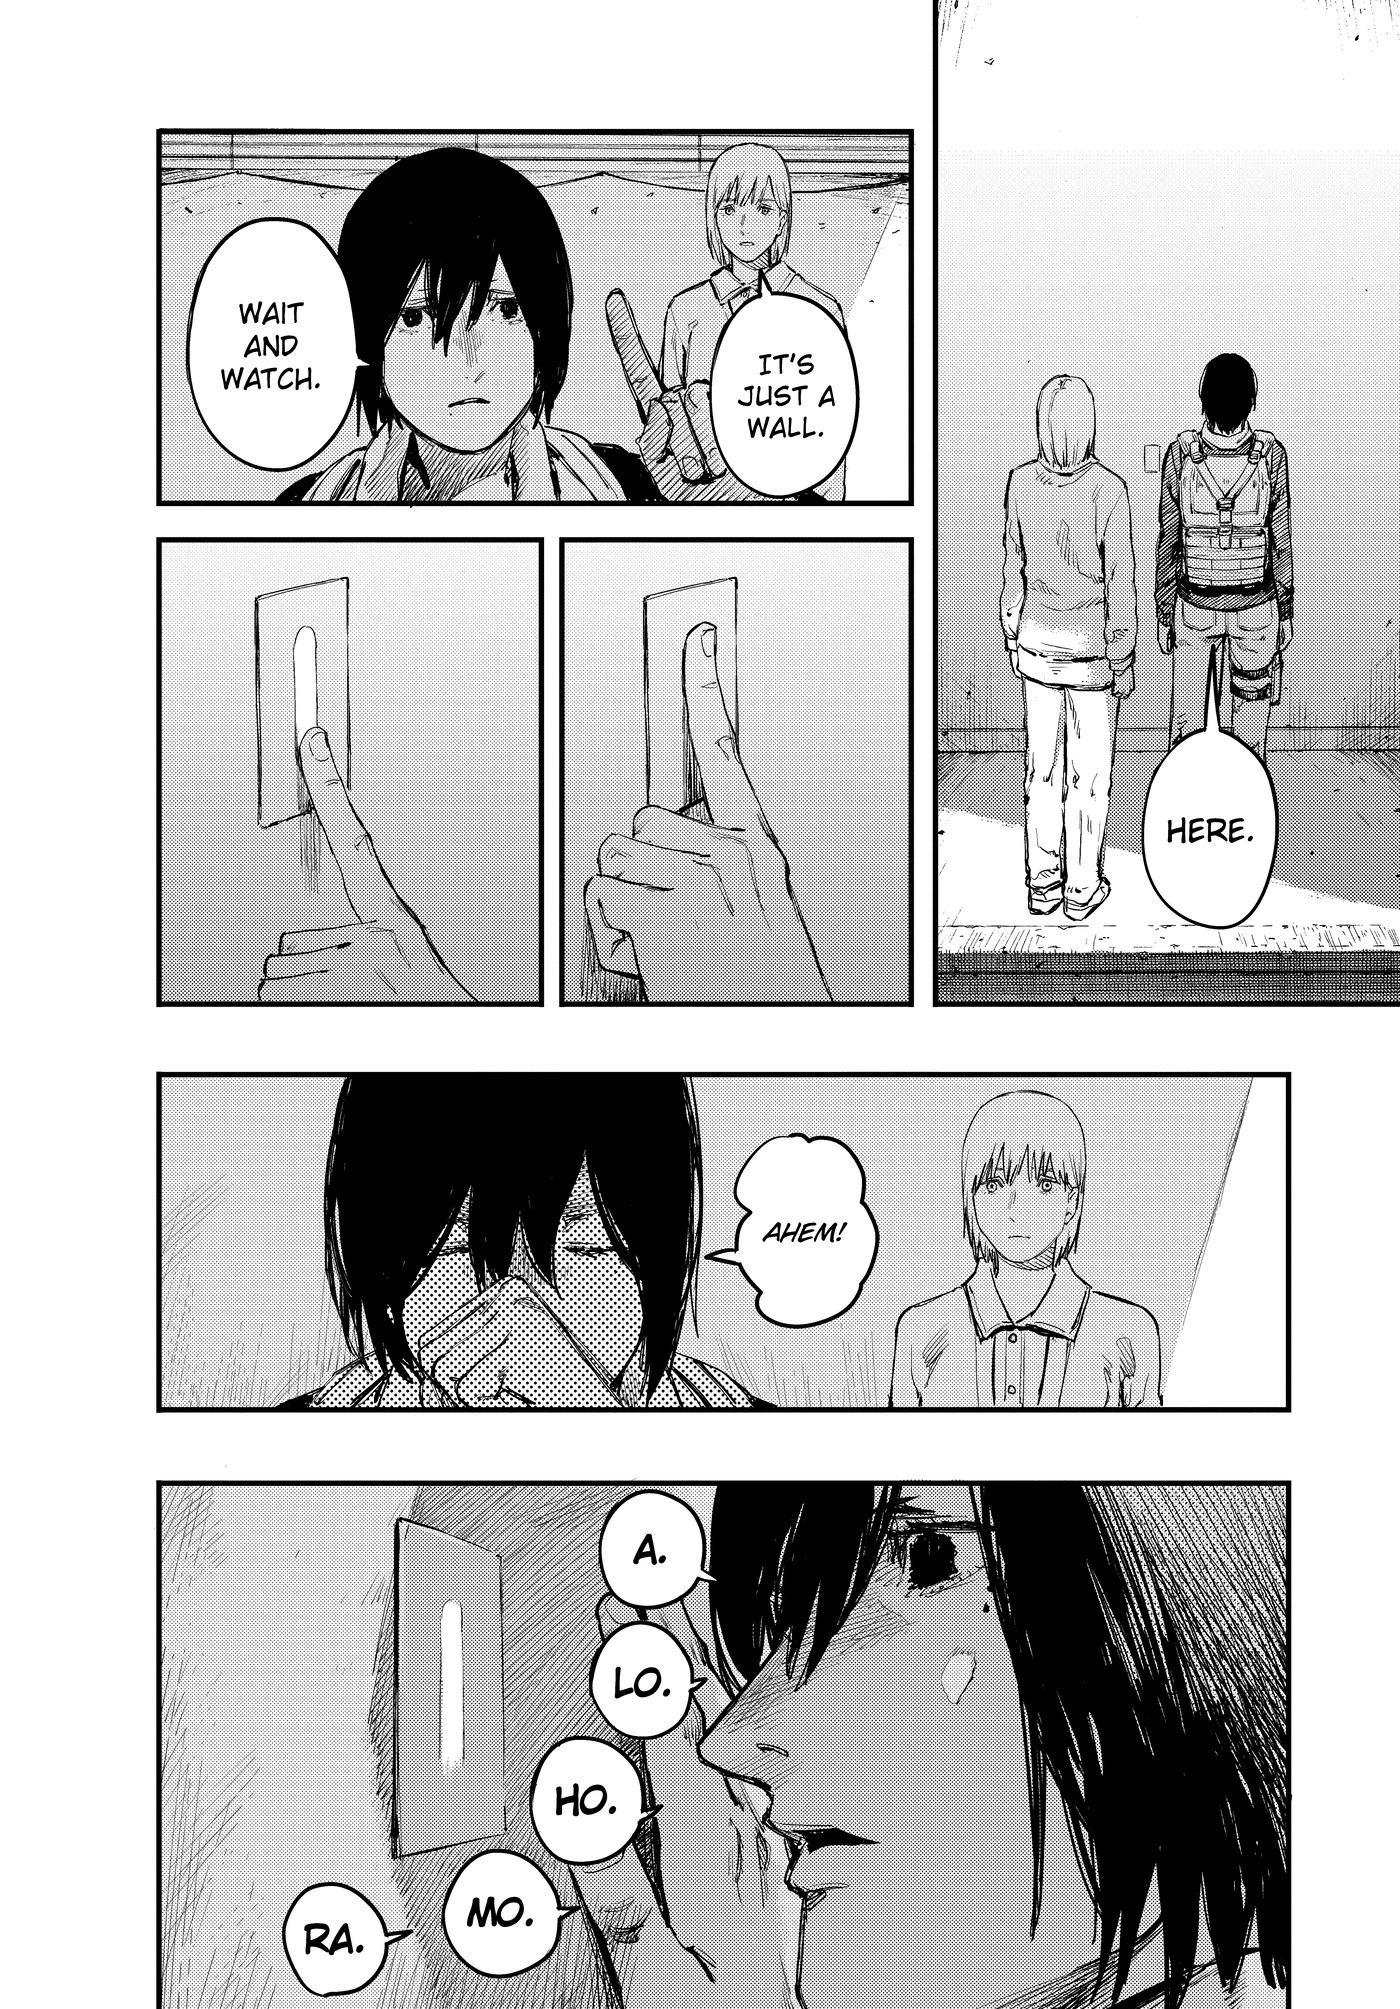 HERE.
IT'S
JUST A
WALL.
WAIT
AND
WATCH.
AHEM!
A.
LO.
HO.
MO.
RA.